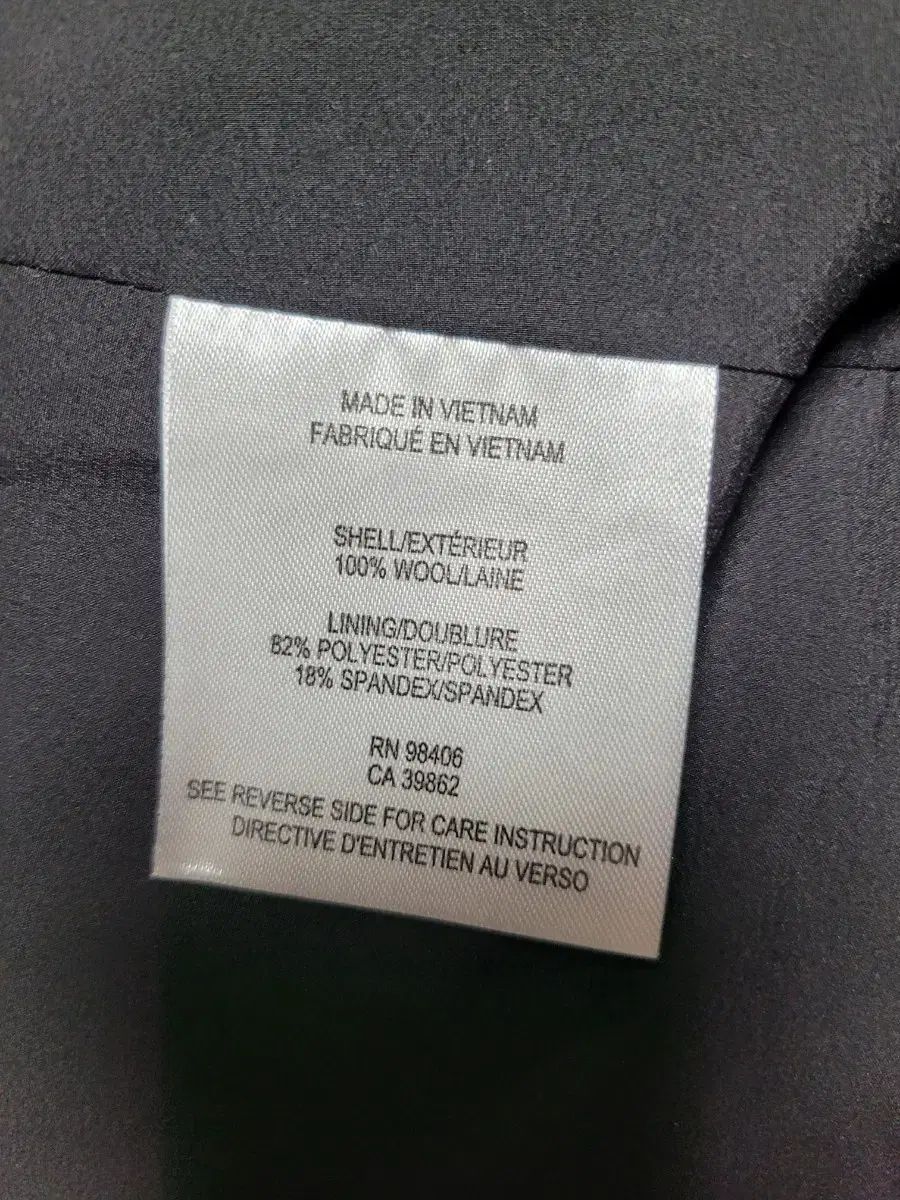 MADE IN VIETNAM
FABRIQUÉ EN VIETNAM
SHELL/EXTÉRIEUR
100% WOOL/LAINE
LINING/DOUBLURE
82% POLYESTER/POLYESTER
18% SPANDEX/SPANDEX
RN 98406
CA 39862
SEE REVERSE SIDE FOR CARE INSTRUCTION
DIRECTIVE D'ENTRETIEN AU VERSO